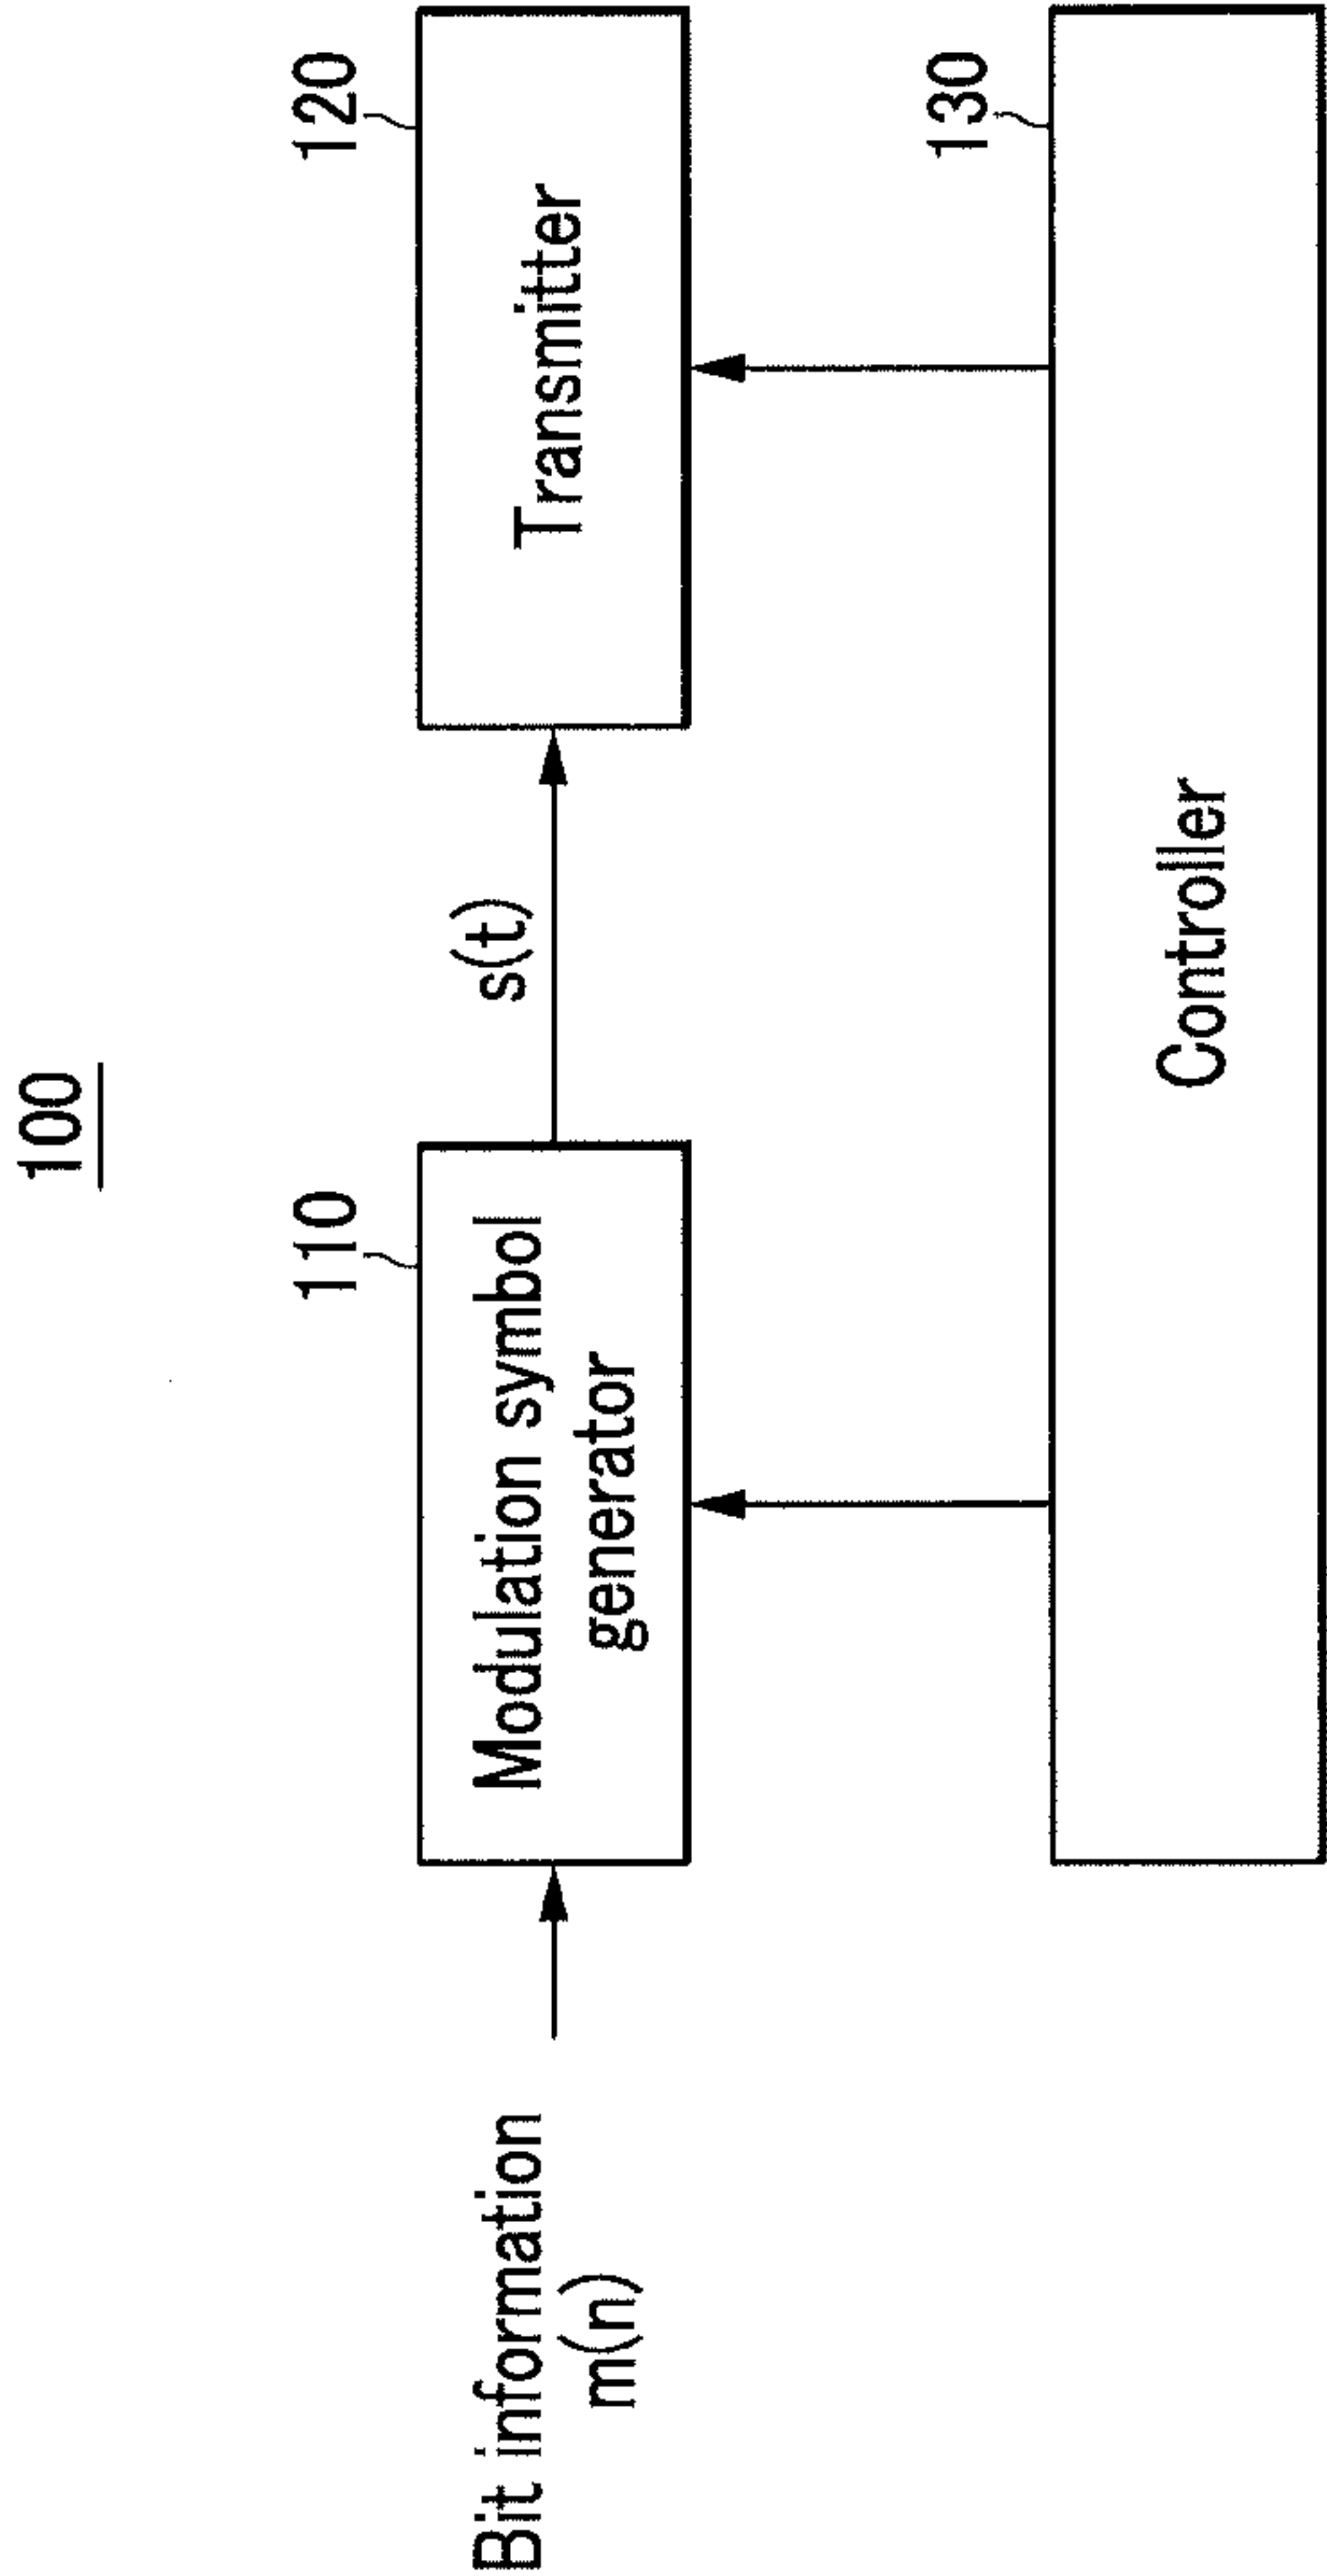 100
110
120
Bit information
m(n)
Modulation symbol
generator
s(t)
Transmitter
130
Controller